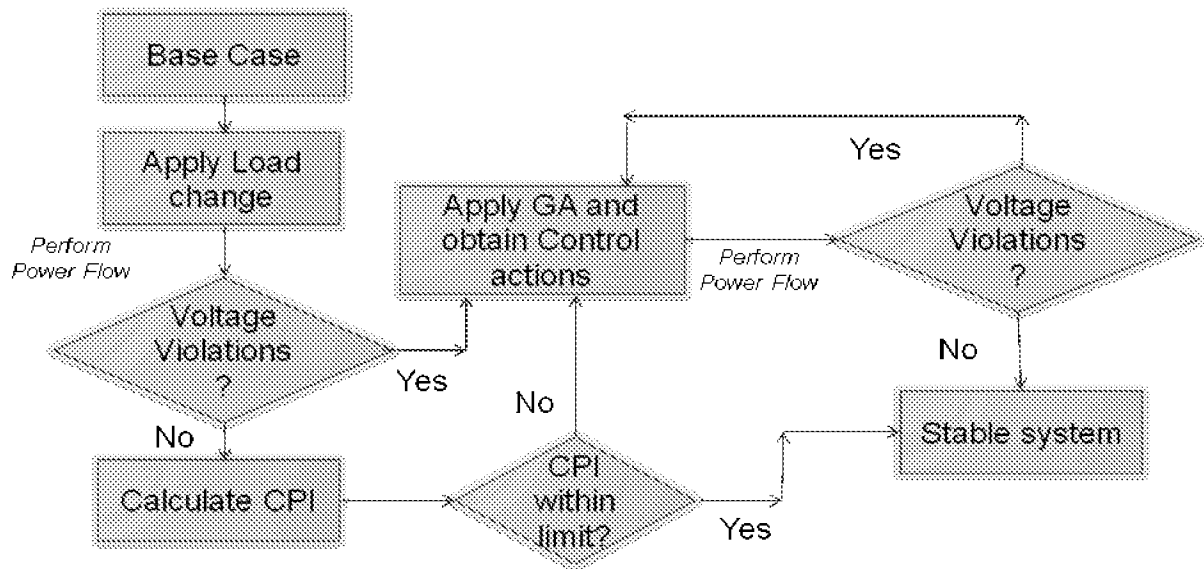 Base Case
Apply Load
change
Perform
Power Flow
Voltage
Violations
?
Yes
No
Calculate CPI
Apply GA and
obtain Control
actions
No
CPI
within
limit?
Yes
Perform
Power Flow
Yes
Voltage
Violations
?
No
Stable system